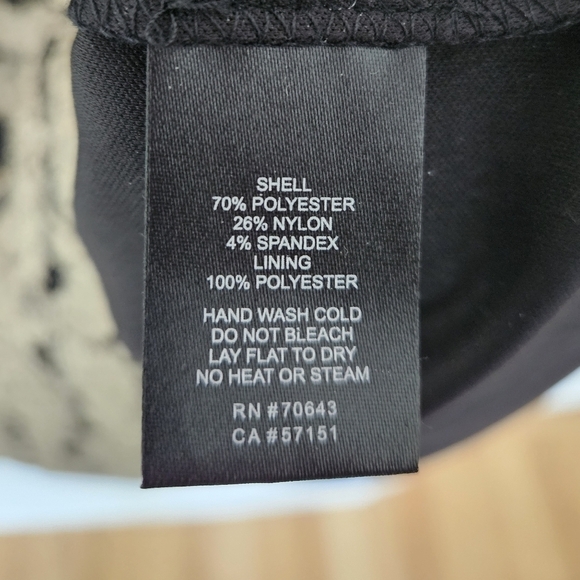 SHELL
70% POLYESTER
26% NYLON
4% SPANDEX
LINING
100% POLYESTER
HAND WASH COLD
DO NOT BLEACH
LAY FLAT TO DRY
NO HEAT OR STEAM
RN #70643
CA #57151